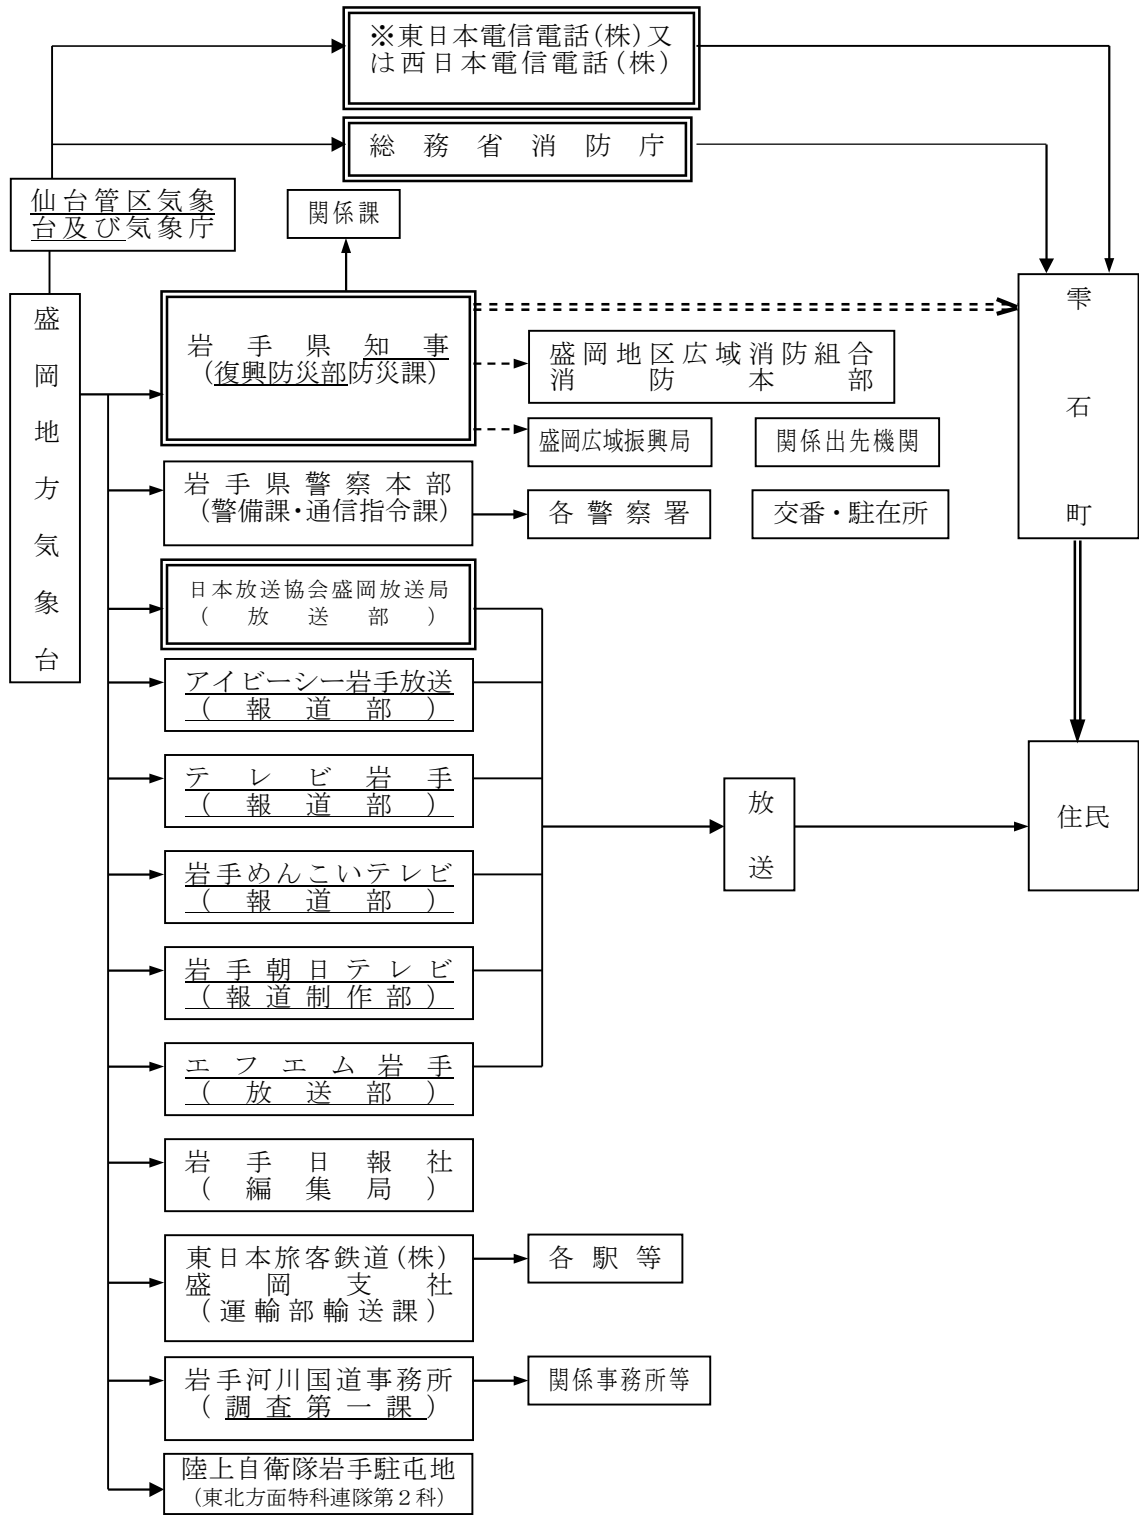 ※東日本電信電話(株)又
は西日本電信電話(株)
総務省消防庁
仙台管区気象
台及び気象庁
関係課
盛岡地方気象台
岩手県知事
(復興防災部防災課)
盛岡地区広域消防組合
消防本部
盛岡広域振興局
関係出先機関
雫石町
岩手県警察本部
(警備課・通信指令課)
各警察署
交番・駐在所
日本放送協会盛岡放送局
(放送部)
アイビーシー岩手放送
(報道部)
テレビ岩手
(報道部)
岩手めんこいテレビ
(報道部)
岩手朝日テレビ
(報道制作部)
エフエム岩手
(放送部)
放送
住民
岩手日報社
(編集局)
東日本旅客鉄道(株)
盛岡支社
(運輸部輸送課)
各駅等
岩手河川国道事務所
(調査第一課)
関係事務所等
陸上自衛隊岩手駐屯地
(東北方面特科連隊第2科)